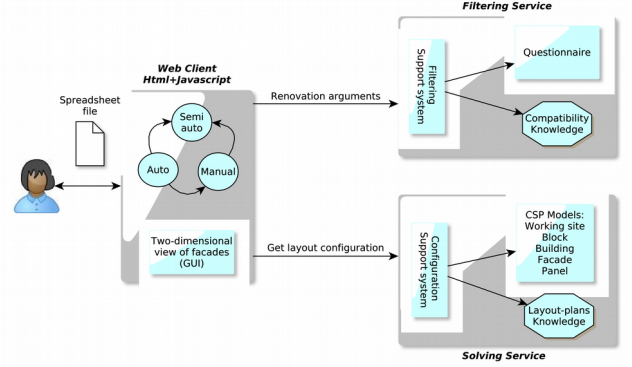 Filtering Service
Web Client
Html+Javascript
Spreadsheet
file
Semi
auto
Auto
Manual
Two-dimensional
view of facades
(GUI)
Renovation arguments
Get layout configuration
Filtering
Support system
Questionnaire
Compatibility
Knowledge
Configuration
Support system
CSP Models:
Working site
Block
Building
Facade
Panel
Layout-plans
Knowledge
Solving Service